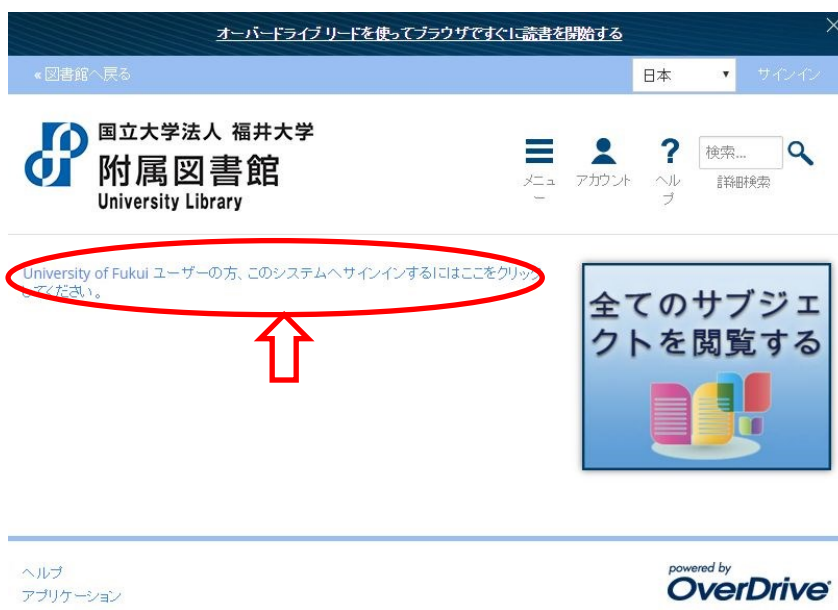 オーバードライブ リードを使ってブラウザですぐに読書を開始する
«図書館へ戻る
日本
サインイン
国立大学法人 福井大学
附属図書館
University Library
メニュー
アカウント
ヘルプ
検索...
詳細検索
University of Fukui ユーザーの方、このシステムへサインインするにはここをクリック
してください。
全てのサブジェ
クトを閲覧する
ヘルプ
アプリケーション
powered by
OverDrive